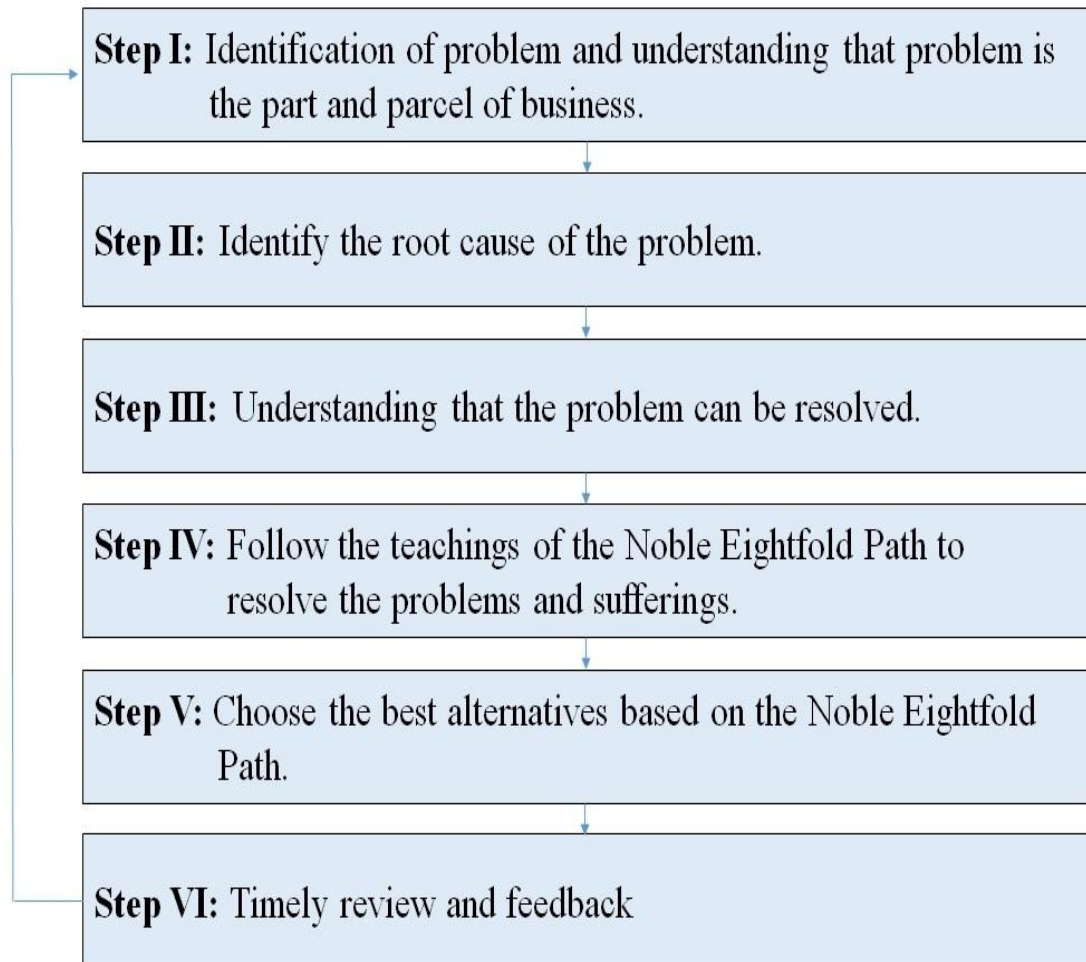 Step I: Identification of problem and understanding that problem is
the part and parcel of business.
Step II: Identify the root cause of the problem.
Step III: Understanding that the problem can be resolved.
Step IV: Follow the teachings of the Noble Eightfold Path to
resolve the problems and sufferings.
Step V: Choose the best alternatives based on the Noble Eightfold
Path.
Step VI: Timely review and feedback